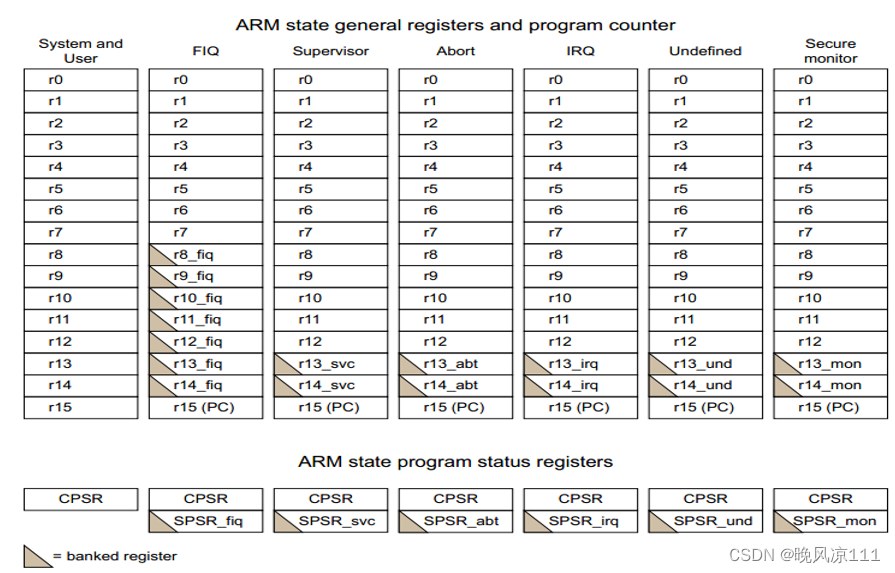 ARM state general registers and program counter
System and User FIQ Supervisor Abort IRQ Undefined Secure monitor
r0 r0 r0 r0 r0 r0 r0
r1 r1 r1 r1 r1 r1 r1
r2 r2 r2 r2 r2 r2 r2
r3 r3 r3 r3 r3 r3 r3
r4 r4 r4 r4 r4 r4 r4
r5 r5 r5 r5 r5 r5 r5
r6 r6 r6 r6 r6 r6 r6
r7 r7 r7 r7 r7 r7 r7
r8 r8_fiq r8 r8 r8 r8 r8
r9 r9_fiq r9 r9 r9 r9 r9
r10 r10_fiq r10 r10 r10 r10 r10
r11 r11_fiq r11 r11 r11 r11 r11
r12 r12_fiq r12 r12 r12 r12 r12
r13 r13_fiq r13_svc r13_abt r13_irq r13_und r13_mon
r14 r14_fiq r14_svc r14_abt r14_irq r14_und r14_mon
r15 r15 (PC) r15 (PC) r15 (PC) r15 (PC) r15 (PC) r15 (PC)
ARM state program status registers
CPSR CPSR CPSR CPSR CPSR CPSR CPSR
SPSR_fiq SPSR_svc SPSR_abt SPSR_irq SPSR_und SPSR_mon
= banked register
CSDN @晚风凉111